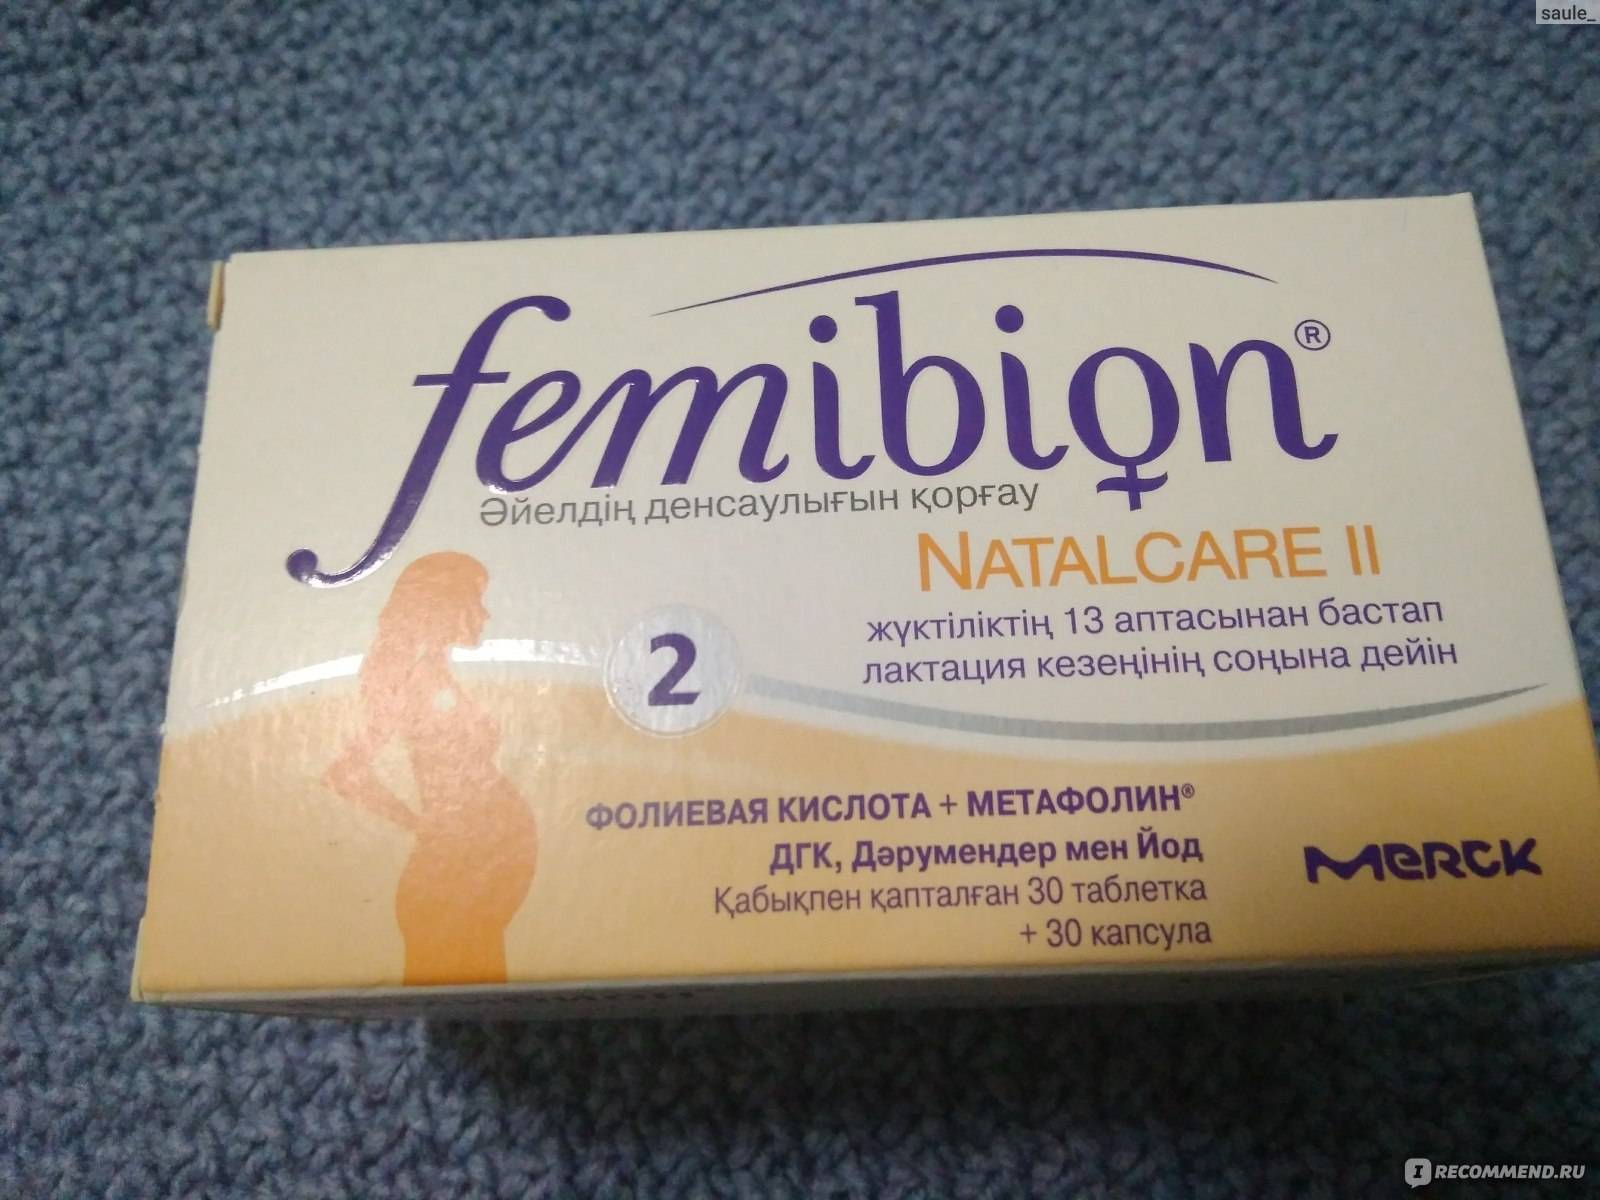 saule_
femibion®
Әйелдің денсаулығын қорғау
NATALCARE II
2
жүктіліктің 13 аптасынан бастап
лактация кезеңінің соңына дейін
ФОЛИЕВАЯ КИСЛОТА + МЕТАФОЛИН®
ДГК, Дәрумендер мен Йод
Қабықпен қапталған 30 таблетка
+ 30 капсула
MERCK
IRECOMMEND.RU